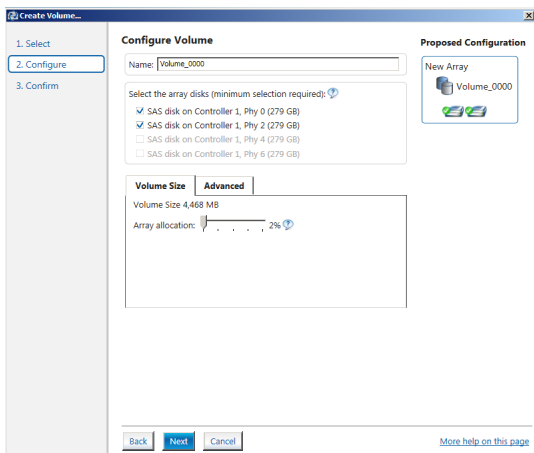 Create Volume...
1. Select
2. Configure
3. Confirm
Configure Volume
Name: Volume_0000
Select the array disks (minimum selection required):
SAS disk on Controller 1, Phy 0 (279 GB)
SAS disk on Controller 1, Phy 2 (279 GB)
SAS disk on Controller 1, Phy 4 (279 GB)
SAS disk on Controller 1, Phy 6 (279 GB)
Volume Size Advanced
Volume Size 4,468 MB
Array allocation: 2%
Proposed Configuration
New Array
Volume_0000
Back Next Cancel
More help on this page